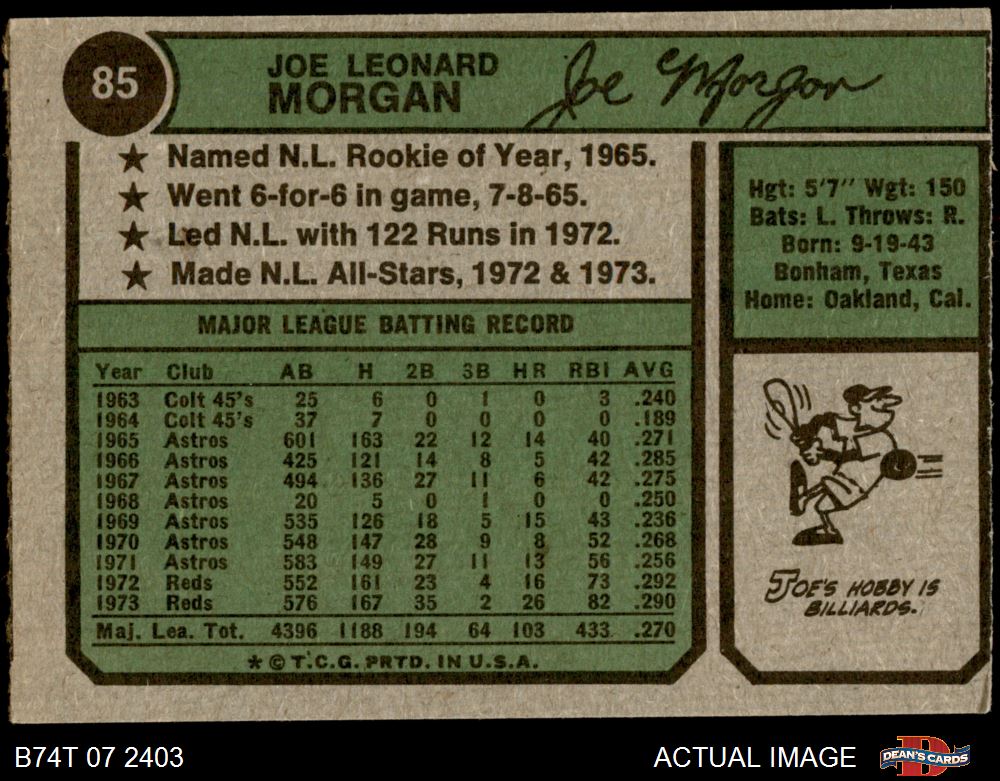 85
JOE LEONARD
MORGAN
Joe Morgan
★ Named N.L. Rookie of Year, 1965.
★ Went 6-for-6 in game, 7-8-65.
★ Led N.L. with 122 Runs in 1972.
★ Made N.L. All-Stars, 1972 & 1973.
Hgt: 5'7" Wgt: 150
Bats: L. Throws: R.
Born: 9-19-43
Bonham, Texas
Home: Oakland, Cal.
MAJOR LEAGUE BATTING RECORD
Year Club AB H 2B 3B HR RBI AVG
1963 Colt 45's 25 6 0 1 0 3 .240
1964 Colt 45's 37 7 0 0 0 0 .189
1965 Astros 601 163 22 12 14 40 .271
1966 Astros 425 121 14 8 5 42 .285
1967 Astros 494 136 27 11 6 42 .275
1968 Astros 20 5 0 1 0 0 .250
1969 Astros 535 126 18 5 15 43 .236
1970 Astros 548 147 28 9 8 52 .268
1971 Astros 583 149 27 11 13 56 .256
1972 Reds 552 161 23 4 16 73 .292
1973 Reds 576 167 35 2 26 82 .290
Maj. Lea. Tot. 4396 1188 194 64 103 433 .270
* © T.C.G. PRTD. IN U.S.A.
JOE'S HOBBY IS
BILLIARDS.
B74T 07 2403
ACTUAL IMAGE
DEAN'S CARDS